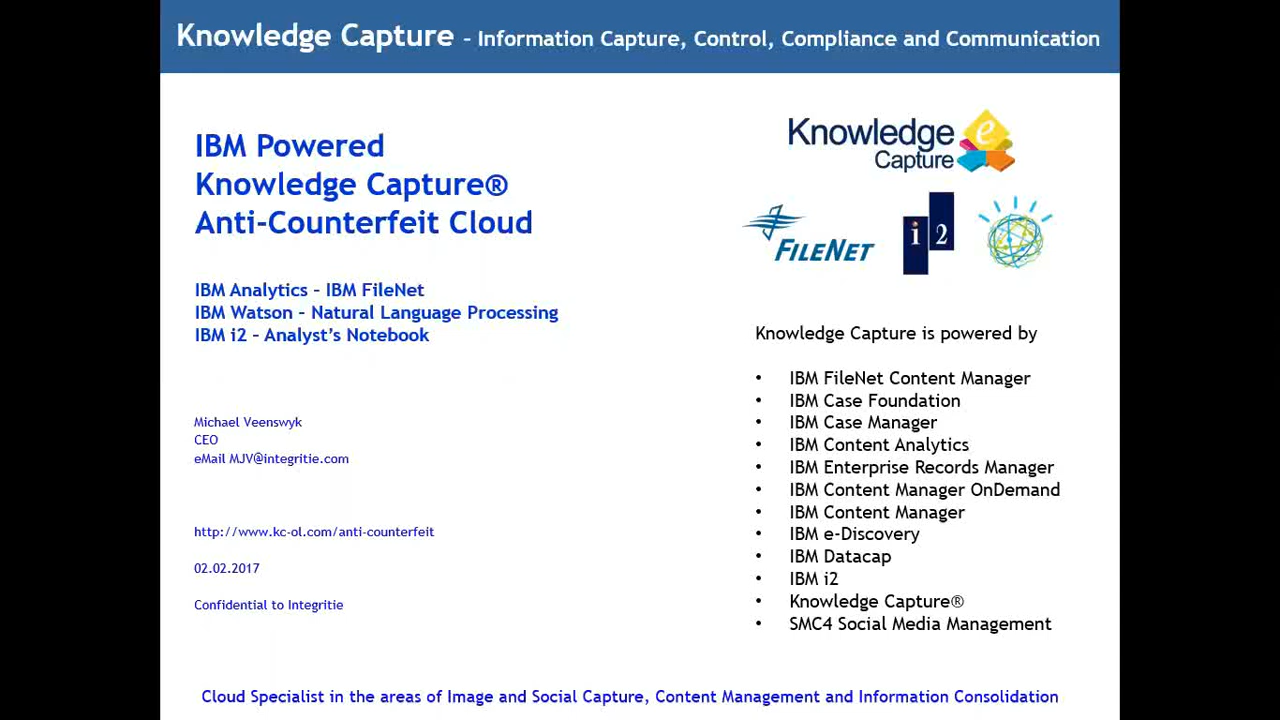 Knowledge Capture – Information Capture, Control, Compliance and Communication
IBM Powered
Knowledge Capture®
Anti-Counterfeit Cloud
IBM Analytics – IBM FileNet
IBM Watson – Natural Language Processing
IBM i2 – Analyst's Notebook
Michael Veenswyk
CEO
eMail MJV@integritie.com
http://www.kc-ol.com/anti-counterfeit
02.02.2017
Confidential to Integritie
Knowledge e
Capture
FILENET
i2
Knowledge Capture is powered by
• IBM FileNet Content Manager
• IBM Case Foundation
• IBM Case Manager
• IBM Content Analytics
• IBM Enterprise Records Manager
• IBM Content Manager OnDemand
• IBM Content Manager
• IBM e-Discovery
• IBM Datacap
• IBM i2
• Knowledge Capture®
• SMC4 Social Media Management
Cloud Specialist in the areas of Image and Social Capture, Content Management and Information Consolidation